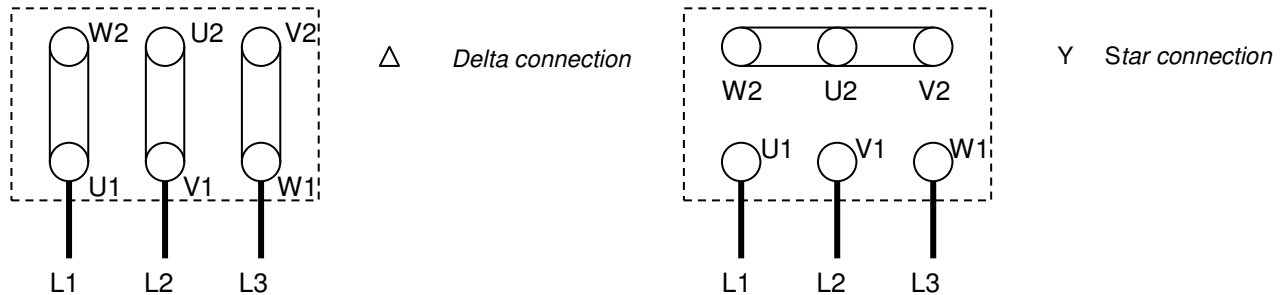 W2 U2 V2
Δ Delta connection
U1 V1 W1
L1 L2 L3
Y Star connection
W2 U2 V2
U1 V1 W1
L1 L2 L3